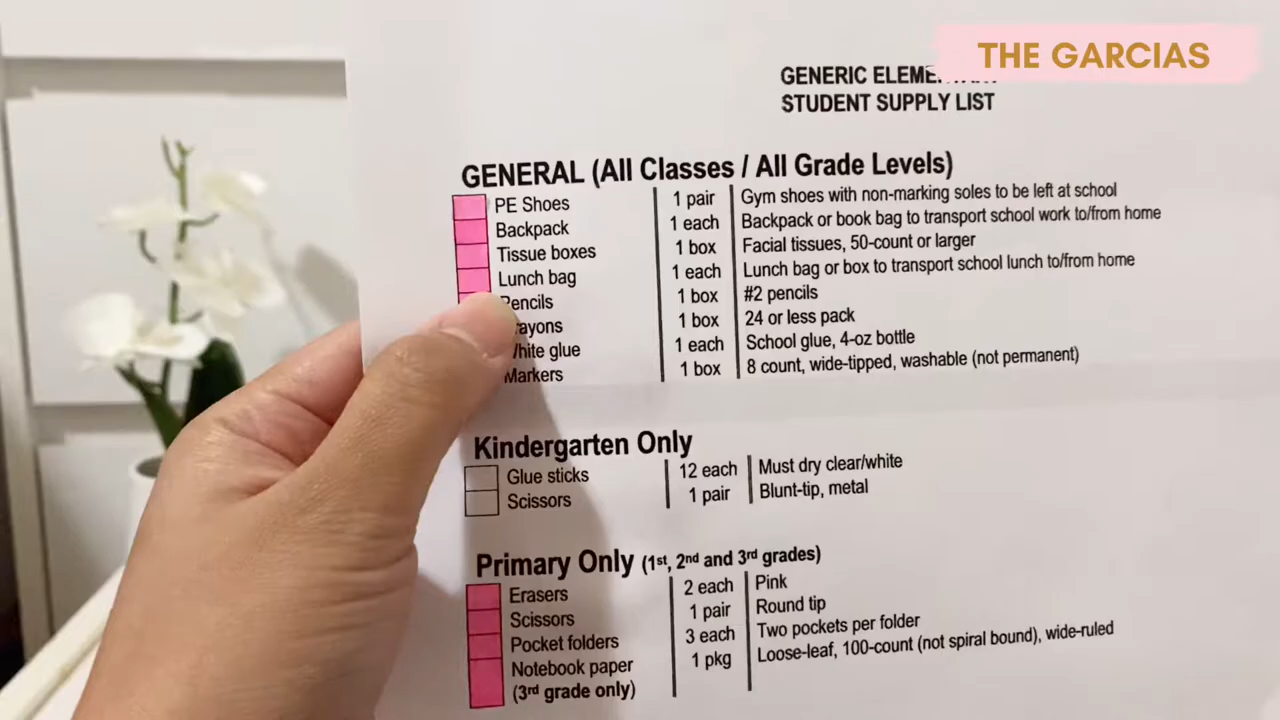 THE GARCIAS
GENERIC
STUDENT SUPPLY LIST
GENERAL (All Classes / All Grade Levels)
PE Shoes 1 pair Gym shoes with non-marking soles to be left at school
Backpack 1 each Backpack or book bag to transport school work to/from home
Tissue boxes 1 box Facial tissues, 50-count or larger
Lunch bag 1 each Lunch bag or box to transport school lunch to/from home
Pencils 1 box #2 pencils
1 box 24 or less pack
White glue 1 each School glue, 4-oz bottle
Markers 1 box 8 count, wide-tipped, washable (not permanent)
Kindergarten Only
Glue sticks 12 each Must dry clear/white
Scissors 1 pair Blunt-tip, metal
Primary Only (1st, 2nd and 3rd grades)
Erasers 2 each Pink
Scissors 1 pair Round tip
Pocket folders 3 each Two pockets per folder
Notebook paper 1 pkg Loose-leaf, 100-count (not spiral bound), wide-ruled
(3rd grade only)